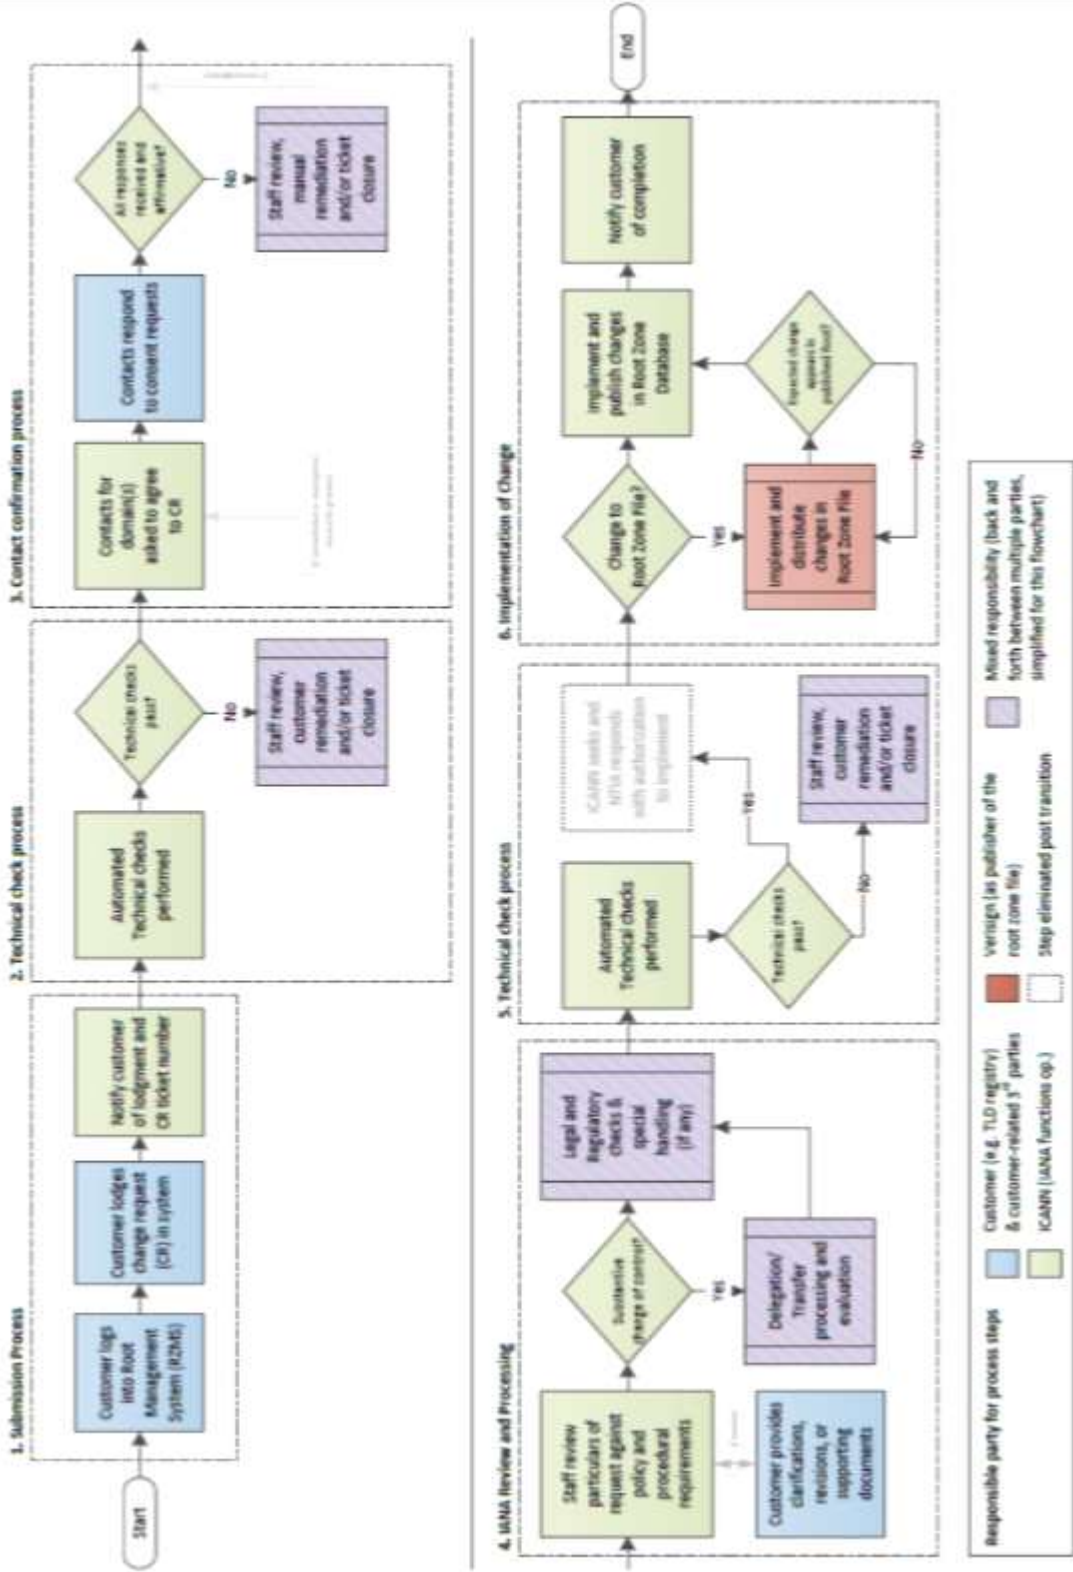 1. Submission Process
Start
Customer logs
into Root
Management
System (RZMS)
Customer lodges
change request
(CR) in system
Notify customer
of lodgment and
CR ticket number
2. Technical check process
Automated
Technical checks
performed
Technical checks
pass?
No
Staff review,
customer
remediation
and/or ticket
closure
3. Contact confirmation process
Contacts for
domain(s)
asked to agree
to CR
Contacts respond
to consent requests
All responses
received and
affirmative?
No
Staff review,
manual
remediation
and/or ticket
closure
4. IANA Review and Processing
Staff review
particulars of
request against
policy and
procedural
requirements
Customer provides
clarifications,
revisions, or
supporting
documents
Substantive
change of control?
Yes
Delegation/
Transfer
processing and
evaluation
Legal and
Regulatory
checks &
special
handling
(if any)
5. Technical check process
Automated
Technical checks
performed
Technical checks
pass?
Yes
No
ICANN seeks and
NTIA responds
with authorization
to implement
Staff review,
customer
remediation
and/or ticket
closure
6. Implementation of Change
Change to
Root Zone File?
Yes
Implement and
distribute
changes in
Root Zone File
Expected change
appears in
published Root?
No
Implement and
publish changes
in Root Zone
Database
Notify customer
of completion
End
Responsible party for process steps
Customer (e.g. TLD registry)
& customer-related 3rd parties
ICANN (IANA functions op.)
Verisign (as publisher of the
root zone file)
Step eliminated post transition
Mixed responsibility (back and
forth between multiple parties,
simplified for this flowchart)